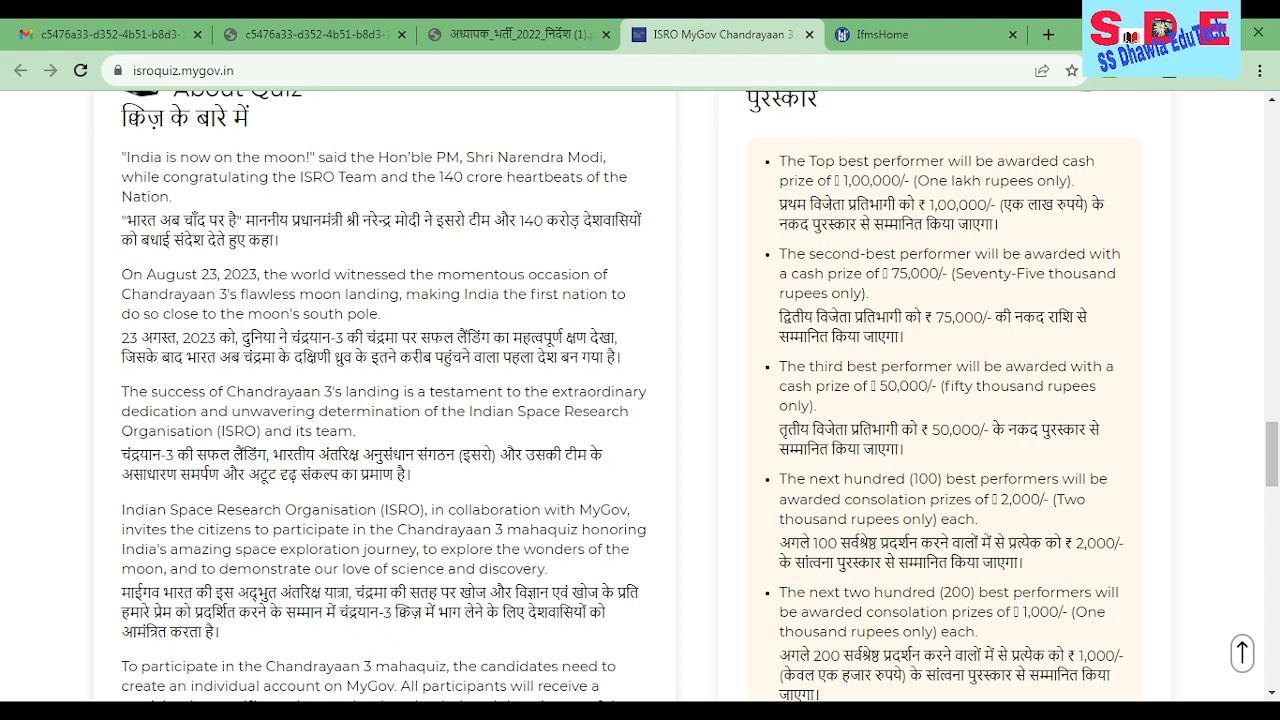 c5476a33-d352-4b51-b8d3-
c5476a33-d352-4b51-b8d3-
अध्यापक_भर्ती_2022_निर्देश (1).p
ISRO MyGov Chandrayaan 3
IfmsHome
S D E
SS Dhawla EduTech
isroquiz.mygov.in
About Quiz
क्विज़ के बारे में
"India is now on the moon!" said the Hon'ble PM, Shri Narendra Modi,
while congratulating the ISRO Team and the 140 crore heartbeats of the
Nation.
"भारत अब चाँद पर है" माननीय प्रधानमंत्री श्री नरेन्द्र मोदी ने इसरो टीम और 140 करोड़ देशवासियों
को बधाई संदेश देते हुए कहा।
On August 23, 2023, the world witnessed the momentous occasion of
Chandrayaan 3's flawless moon landing, making India the first nation to
do so close to the moon's south pole.
23 अगस्त, 2023 को, दुनिया ने चंद्रयान-3 की चंद्रमा पर सफल लैंडिंग का महत्वपूर्ण क्षण देखा,
जिसके बाद भारत अब चंद्रमा के दक्षिणी ध्रुव के इतने करीब पहुंचने वाला पहला देश बन गया है।
The success of Chandrayaan 3's landing is a testament to the extraordinary
dedication and unwavering determination of the Indian Space Research
Organisation (ISRO) and its team.
चंद्रयान-3 की सफल लैंडिंग, भारतीय अंतरिक्ष अनुसंधान संगठन (इसरो) और उसकी टीम के
असाधारण समर्पण और अटूट दृढ़ संकल्प का प्रमाण है।
Indian Space Research Organisation (ISRO), in collaboration with MyGov,
invites the citizens to participate in the Chandrayaan 3 mahaquiz honoring
India's amazing space exploration journey, to explore the wonders of the
moon, and to demonstrate our love of science and discovery.
माईगव भारत की इस अद्भुत अंतरिक्ष यात्रा, चंद्रमा की सतह पर खोज और विज्ञान एवं खोज के प्रति
हमारे प्रेम को प्रदर्शित करने के सम्मान में चंद्रयान-3 क्विज़ में भाग लेने के लिए देशवासियों को
आमंत्रित करता है।
To participate in the Chandrayaan 3 mahaquiz, the candidates need to
create an individual account on MyGov. All participants will receive a
पुरस्कार
• The Top best performer will be awarded cash
prize of ▯ 1,00,000/- (One lakh rupees only).
प्रथम विजेता प्रतिभागी को ₹ 1,00,000/- (एक लाख रुपये) के
नकद पुरस्कार से सम्मानित किया जाएगा।
• The second-best performer will be awarded with
a cash prize of ▯ 75,000/- (Seventy-Five thousand
rupees only).
द्वितीय विजेता प्रतिभागी को ₹ 75,000/- की नकद राशि से
सम्मानित किया जाएगा।
• The third best performer will be awarded with a
cash prize of ▯ 50,000/- (fifty thousand rupees
only).
तृतीय विजेता प्रतिभागी को ₹ 50,000/- के नकद पुरस्कार से
सम्मानित किया जाएगा।
• The next hundred (100) best performers will be
awarded consolation prizes of ▯ 2,000/- (Two
thousand rupees only) each.
अगले 100 सर्वश्रेष्ठ प्रदर्शन करने वालों में से प्रत्येक को ₹ 2,000/-
के सांत्वना पुरस्कार से सम्मानित किया जाएगा।
• The next two hundred (200) best performers will
be awarded consolation prizes of ▯ 1,000/- (One
thousand rupees only) each.
अगले 200 सर्वश्रेष्ठ प्रदर्शन करने वालों में से प्रत्येक को ₹ 1,000/-
(केवल एक हजार रुपये) के सांत्वना पुरस्कार से सम्मानित किया
जाएगा।